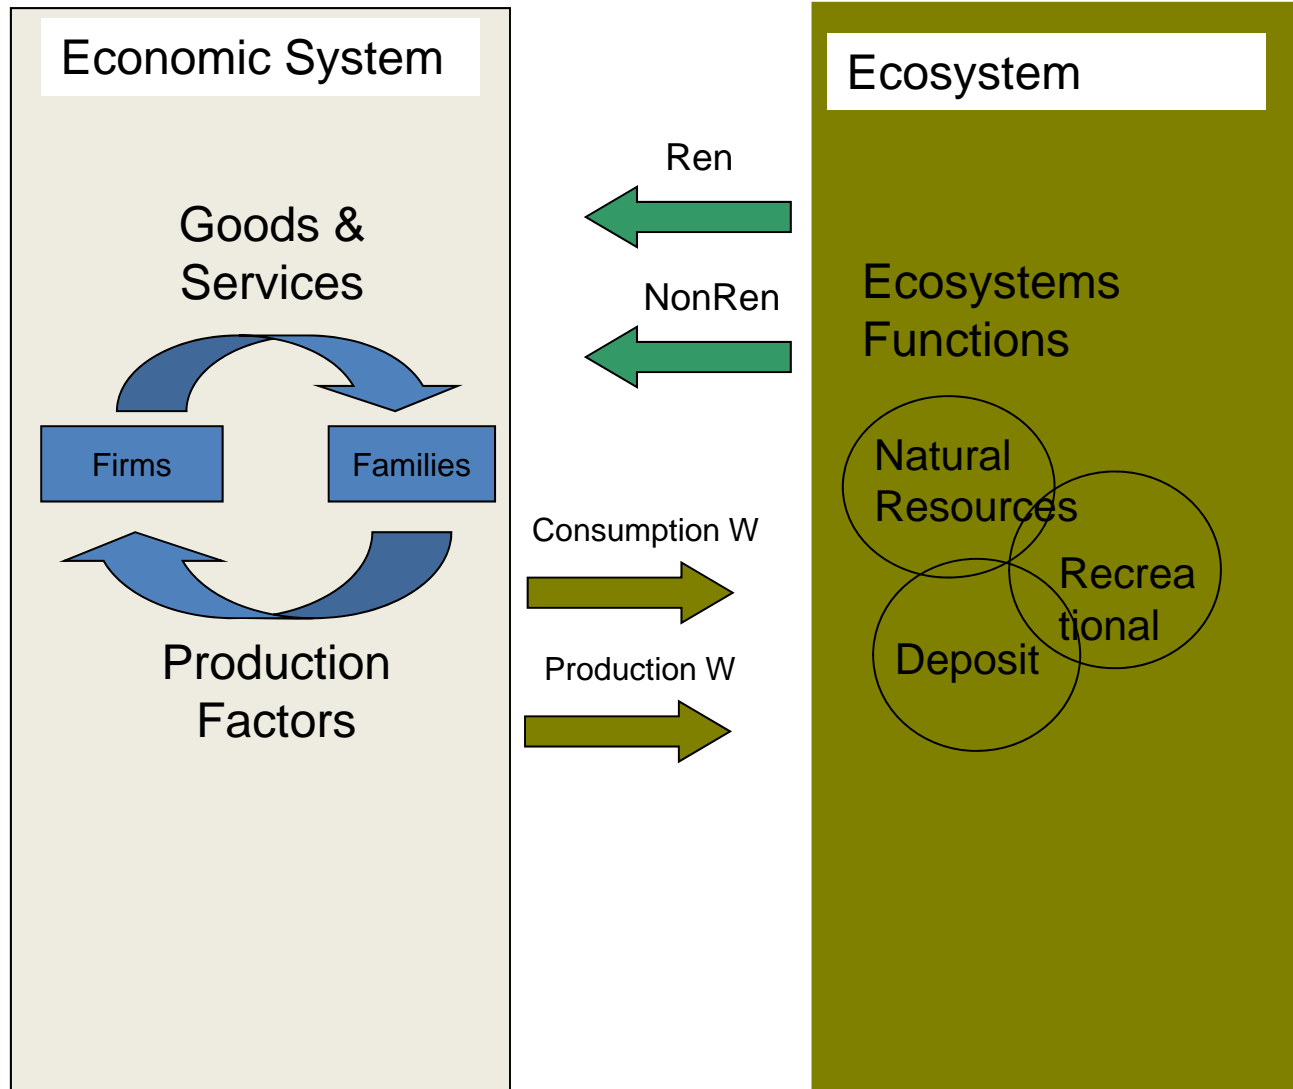 Economic System
Goods &
Services
Firms
Families
Production
Factors
Ren
NonRen
Consumption W
Production W
Ecosystem
Ecosystems
Functions
Natural
Resources
Recrea
tional
Deposit